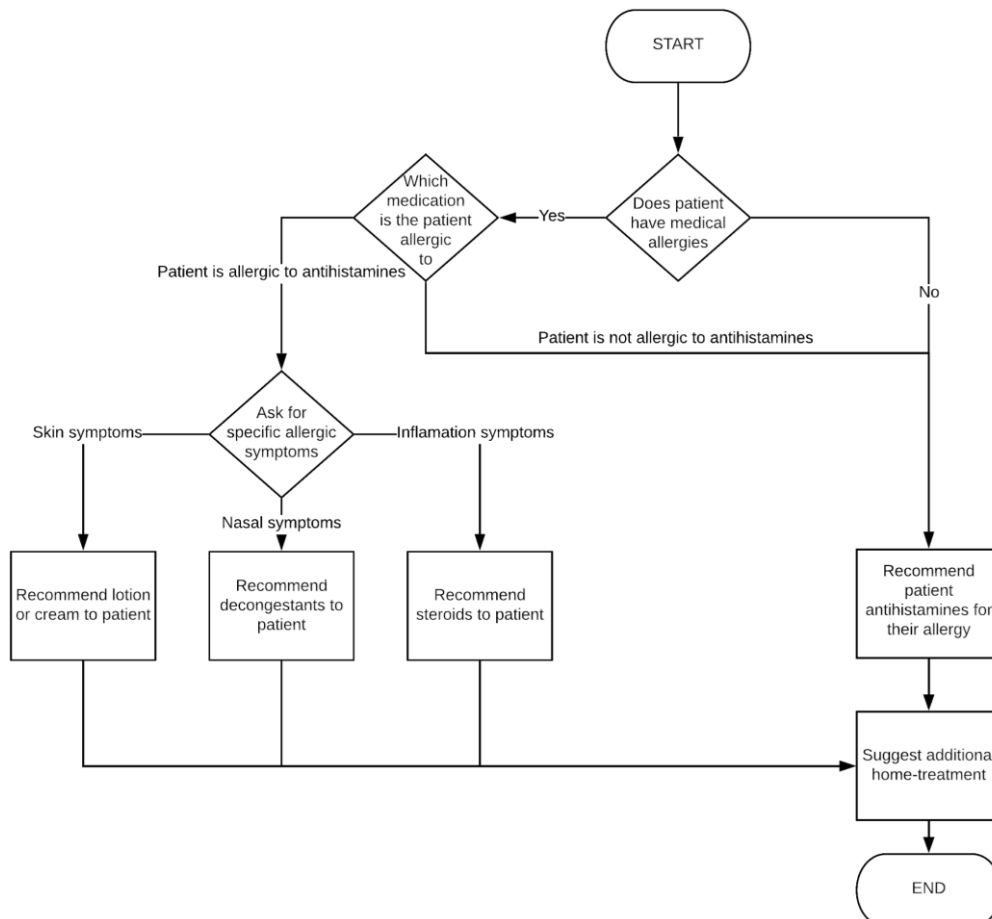 START
Which
medication
is the patient
allergic
to
Does patient
have medical
allergies
Yes
Patient is allergic to antihistamines
No
Patient is not allergic to antihistamines
Ask for
specific allergic
symptoms
Skin symptoms
Inflamation symptoms
Nasal symptoms
Recommend lotion
or cream to patient
Recommend
decongestants to
patient
Recommend
steroids to patient
Recommend
patient
antihistamines for
their allergy
Suggest additional
home-treatment
END